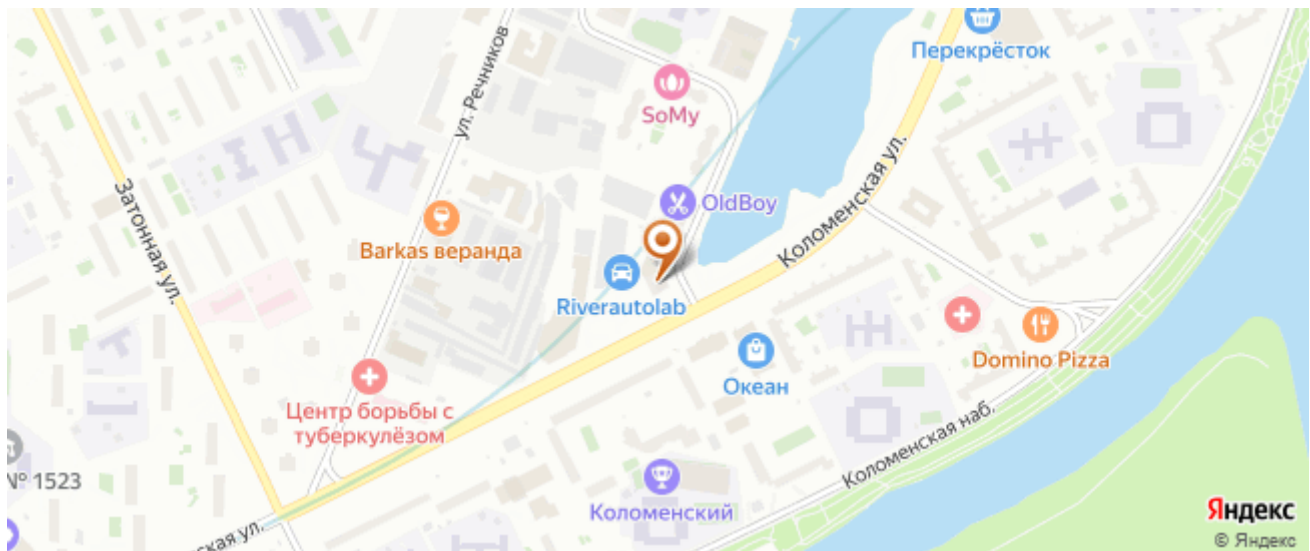 Перекрёсток
ул. Речников
SoMy
Коломенская ул.
Затонная ул.
OldBoy
Barkas веранда
Riverautolab
Domino Pizza
Океан
Центр борьбы с
туберкулёзом
Коломенская наб.
№ 1523
Коломенский
ская ул.
Яндекс
© Яндекс